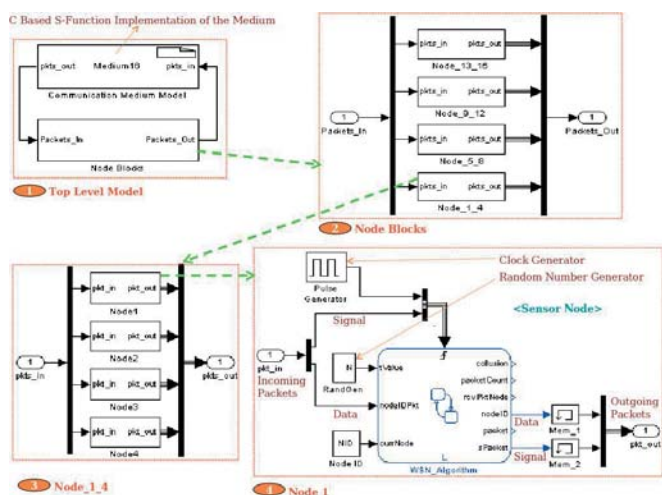 C Based S-Function Implementation of the Medium
pkts_out Medium16 pkts_in
Communication Medium Model
Packets_In Packets_Out
Node Blocks
1 Top Level Model
1
Packets_In
pkts_in pkts_out
Node_13_16
pkts_in pkts_out
Node_9_12
pkts_in pkts_out
Node_5_8
pkts_in pkts_out
Node_1_4
1
Packets_Out
2 Node Blocks
1
pkts_in
pkt_in pkt_out
Node1
pkt_in pkt_out
Node2
pkt_in pkt_out
Node3
pkt_in pkt_out
Node4
1
pkts_out
3 Node_1_4
Pulse
Generator
Clock Generator
Random Number Generator
<Sensor Node>
Signal
1
pkt_in
Incoming
Packets
N
RandGen
Data
NID
Node ID
tValue
nodeIDPkt
currNode
collusion
packetCount
rcvPktNode
nodeID
packet
sPacket
WSN_Algorithm
Data
Signal
Mem_1
Mem_2
Outgoing
Packets
1
pkt_out
4 Node 1